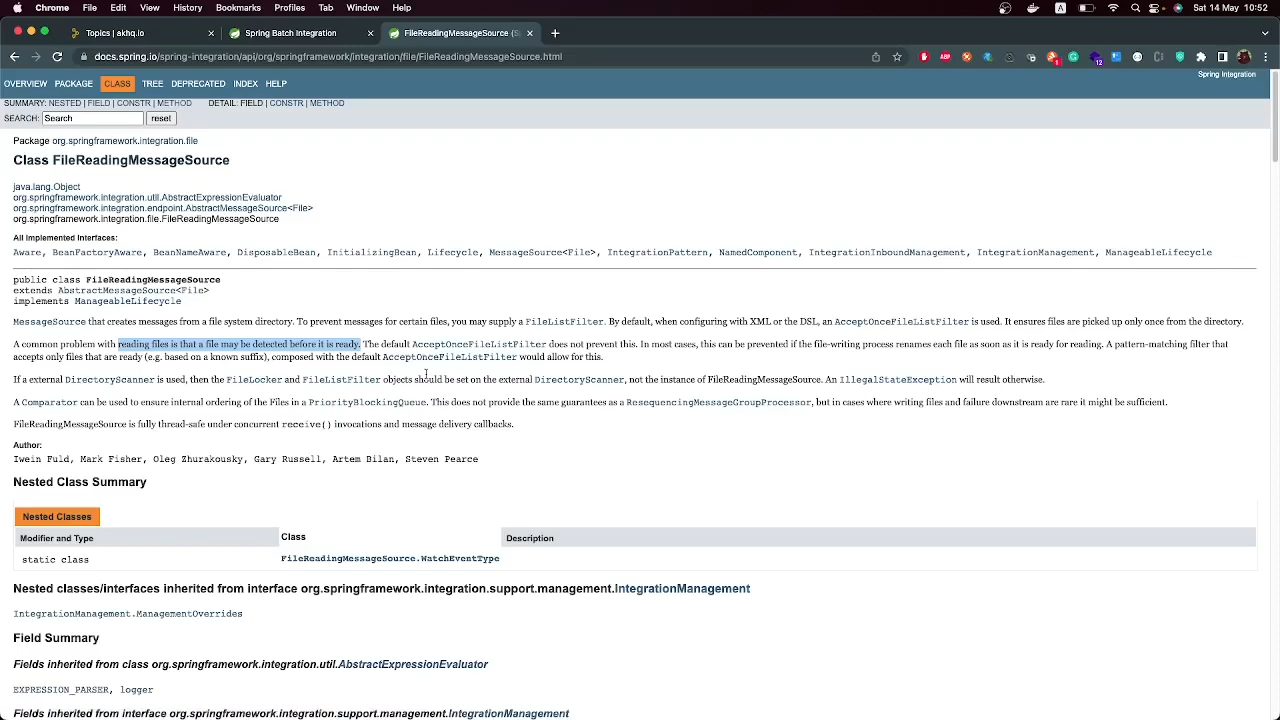 Chrome File Edit View History Bookmarks Profiles Tab Window Help A Sat 14 May 10:52
Topics | akhq.io Spring Batch Integration FileReadingMessageSource (S
docs.spring.io/spring-integration/api/org/springframework/integration/file/FileReadingMessageSource.html
OVERVIEW PACKAGE CLASS TREE DEPRECATED INDEX HELP Spring Integration
SUMMARY: NESTED | FIELD | CONSTR | METHOD DETAIL: FIELD | CONSTR | METHOD
SEARCH: Search reset
Package org.springframework.integration.file
Class FileReadingMessageSource
java.lang.Object
org.springframework.integration.util.AbstractExpressionEvaluator
org.springframework.integration.endpoint.AbstractMessageSource<File>
org.springframework.integration.file.FileReadingMessageSource
All Implemented Interfaces:
Aware, BeanFactoryAware, BeanNameAware, DisposableBean, InitializingBean, Lifecycle, MessageSource<File>, IntegrationPattern, NamedComponent, IntegrationInboundManagement, IntegrationManagement, ManageableLifecycle
public class FileReadingMessageSource
extends AbstractMessageSource<File>
implements ManageableLifecycle
MessageSource that creates messages from a file system directory. To prevent messages for certain files, you may supply a FileListFilter. By default, when configuring with XML or the DSL, an AcceptOnceFileListFilter is used. It ensures files are picked up only once from the directory.
A common problem with reading files is that a file may be detected before it is ready. The default AcceptOnceFileListFilter does not prevent this. In most cases, this can be prevented if the file-writing process renames each file as soon as it is ready for reading. A pattern-matching filter that
accepts only files that are ready (e.g. based on a known suffix), composed with the default AcceptOnceFileListFilter would allow for this.
If a external DirectoryScanner is used, then the FileLocker and FileListFilter objects should be set on the external DirectoryScanner, not the instance of FileReadingMessageSource. An IllegalStateException will result otherwise.
A Comparator can be used to ensure internal ordering of the Files in a PriorityBlockingQueue. This does not provide the same guarantees as a ResequencingMessageGroupProcessor, but in cases where writing files and failure downstream are rare it might be sufficient.
FileReadingMessageSource is fully thread-safe under concurrent receive() invocations and message delivery callbacks.
Author:
Iwein Fuld, Mark Fisher, Oleg Zhurakousky, Gary Russell, Artem Bilan, Steven Pearce
Nested Class Summary
Nested Classes
Modifier and Type Class Description
static class FileReadingMessageSource.WatchEventType
Nested classes/interfaces inherited from interface org.springframework.integration.support.management.IntegrationManagement
IntegrationManagement.ManagementOverrides
Field Summary
Fields inherited from class org.springframework.integration.util.AbstractExpressionEvaluator
EXPRESSION_PARSER, logger
Fields inherited from interface org.springframework.integration.support.management.IntegrationManagement